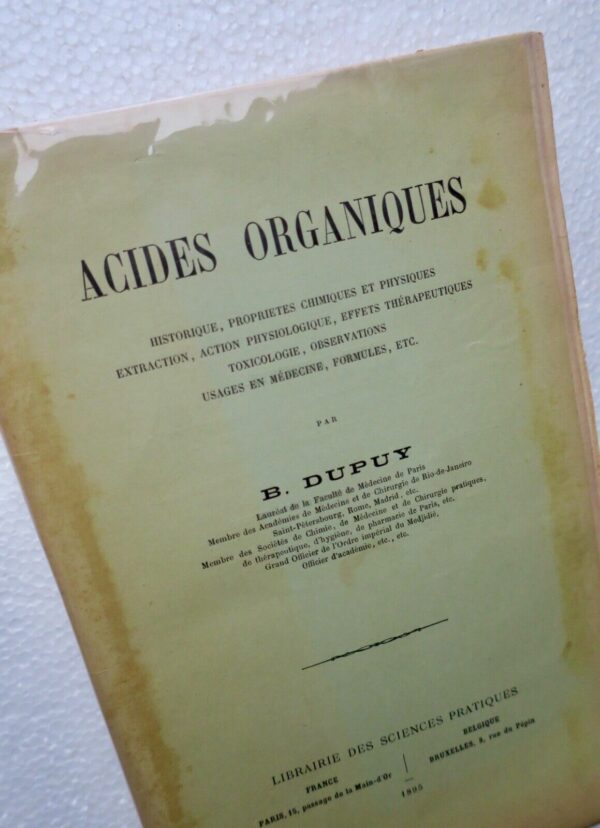 ACIDES ORGANIQUES
HISTORIQUE, PROPRIETES CHIMIQUES ET PHYSIQUES
EXTRACTION, ACTION PHYSIOLOGIQUE, EFFETS THÉRAPEUTIQUES
TOXICOLOGIE, OBSERVATIONS
USAGES EN MÉDECINE, FORMULES, ETC.
PAR
B. DUPUY
Lauréat de la Faculté de Médecine de Paris
Membre des Académies de Médecine et de Chirurgie de Rio-de-Janeiro
Saint-Pétersbourg, Rome, Madrid, etc.
Membre des Sociétés de Chimie, de Médecine et de Chirurgie pratiques,
de thérapeutique, d'hygiène, de pharmacie de Paris, etc.
Grand Officier de l'Ordre impérial du Medjidié,
Officier d'académie, etc., etc.
LIBRAIRIE DES SCIENCES PRATIQUES
FRANCE
PARIS, 15, passage de la Main-d'Or
BELGIQUE
BRUXELLES, 8, rue du Pépin
1895